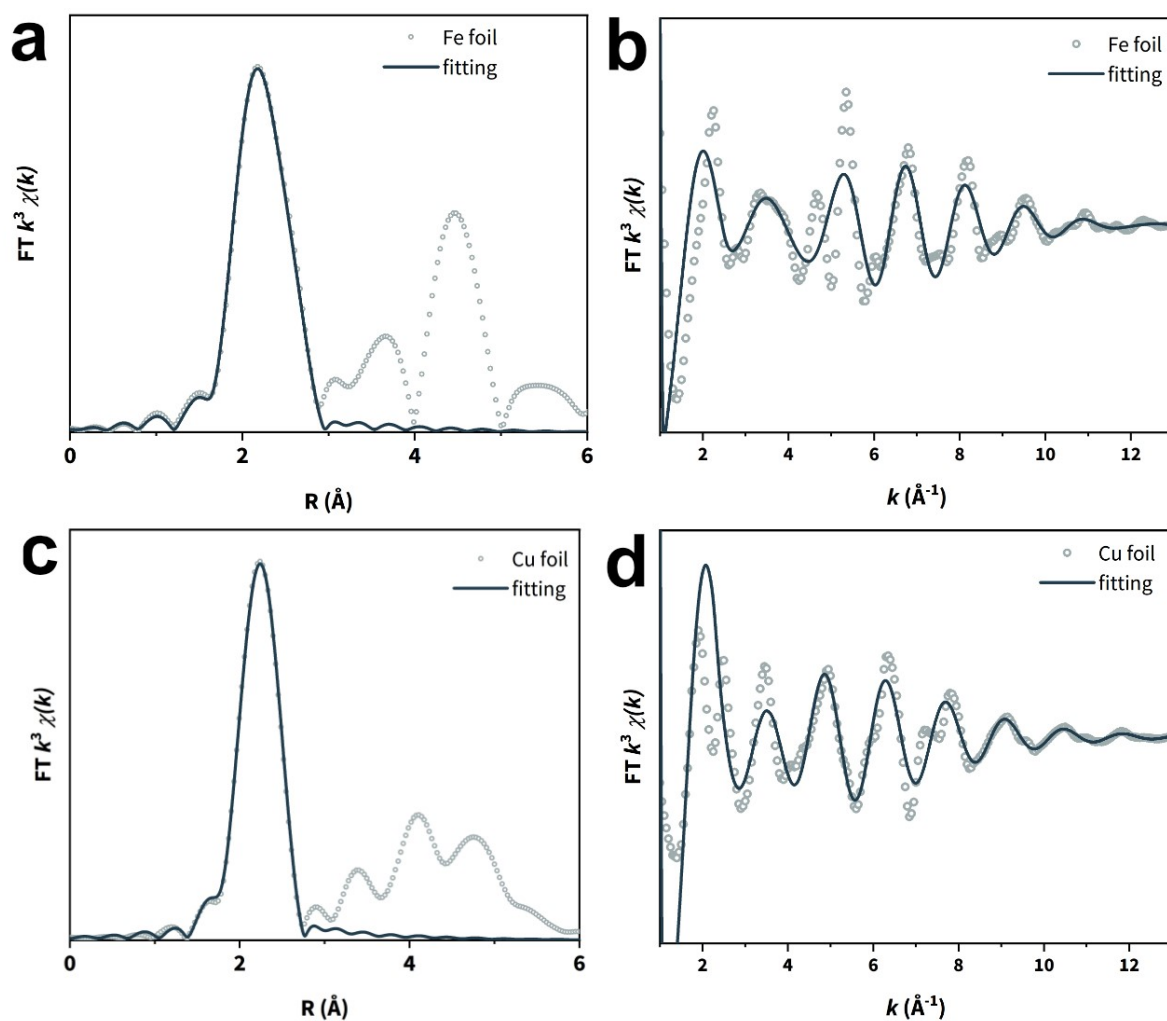 a
Fe foil
fitting
FT k³ χ(k)
0 2 4 6
R (Å)
b
Fe foil
fitting
FT k³ χ(k)
2 4 6 8 10 12
k (Å⁻¹)
c
Cu foil
fitting
FT k³ χ(k)
0 2 4 6
R (Å)
d
Cu foil
fitting
FT k³ χ(k)
2 4 6 8 10 12
k (Å⁻¹)